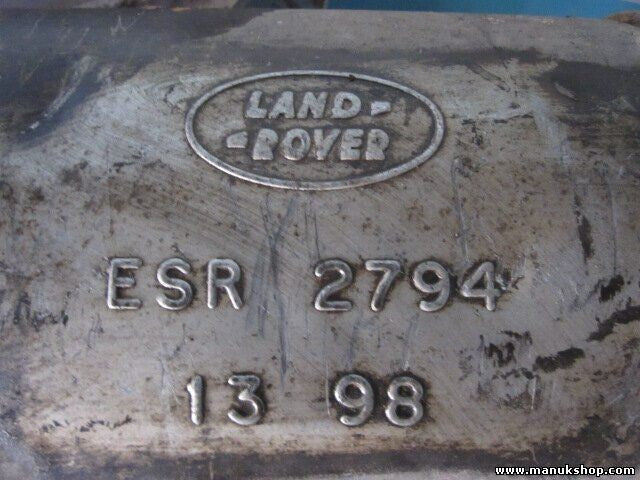 LAND-
-ROVER
ESR 2794
13 98
www.manukshop.com